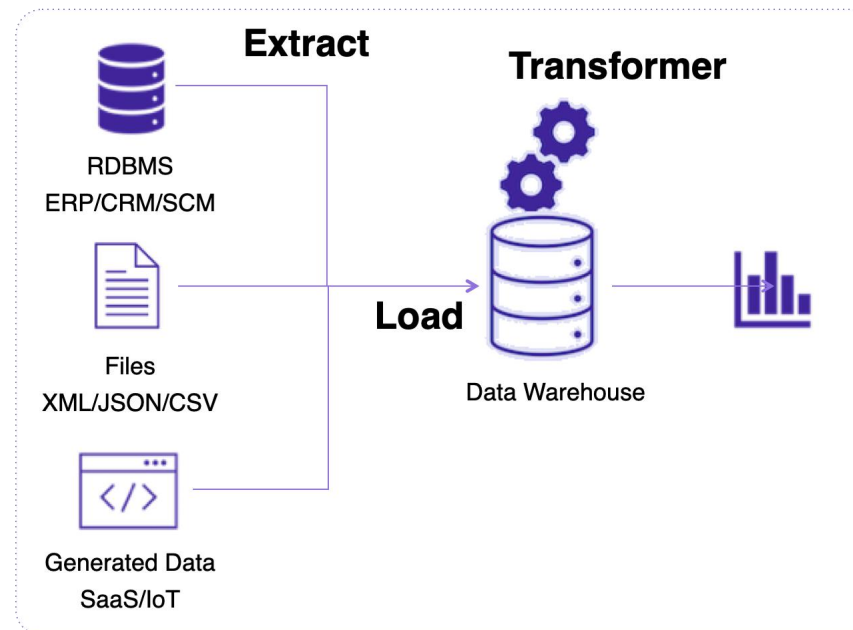 Extract
Transformer
RDBMS
ERP/CRM/SCM
Load
Files
XML/JSON/CSV
Data Warehouse
</>
Generated Data
SaaS/IoT